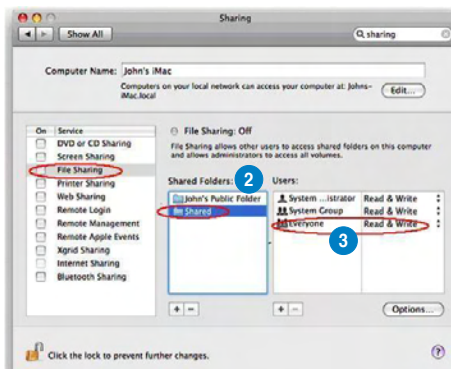 Sharing
Show All
sharing
Computer Name: John's iMac
Computers on your local network can access your computer at: Johns-
iMac.local
Edit...
On Service
DVD or CD Sharing
Screen Sharing
File Sharing
Printer Sharing
Web Sharing
Remote Login
Remote Management
Remote Apple Events
Xgrid Sharing
Internet Sharing
Bluetooth Sharing
File Sharing: Off
File Sharing allows other users to access shared folders on this computer
and allows administrators to access all volumes.
Shared Folders: 2 Users:
John's Public Folder
Shared
System ...istrator Read & Write
System Group Read & Write
Everyone Read & Write
3
+ -
+ -
Options...
Click the lock to prevent further changes.
?